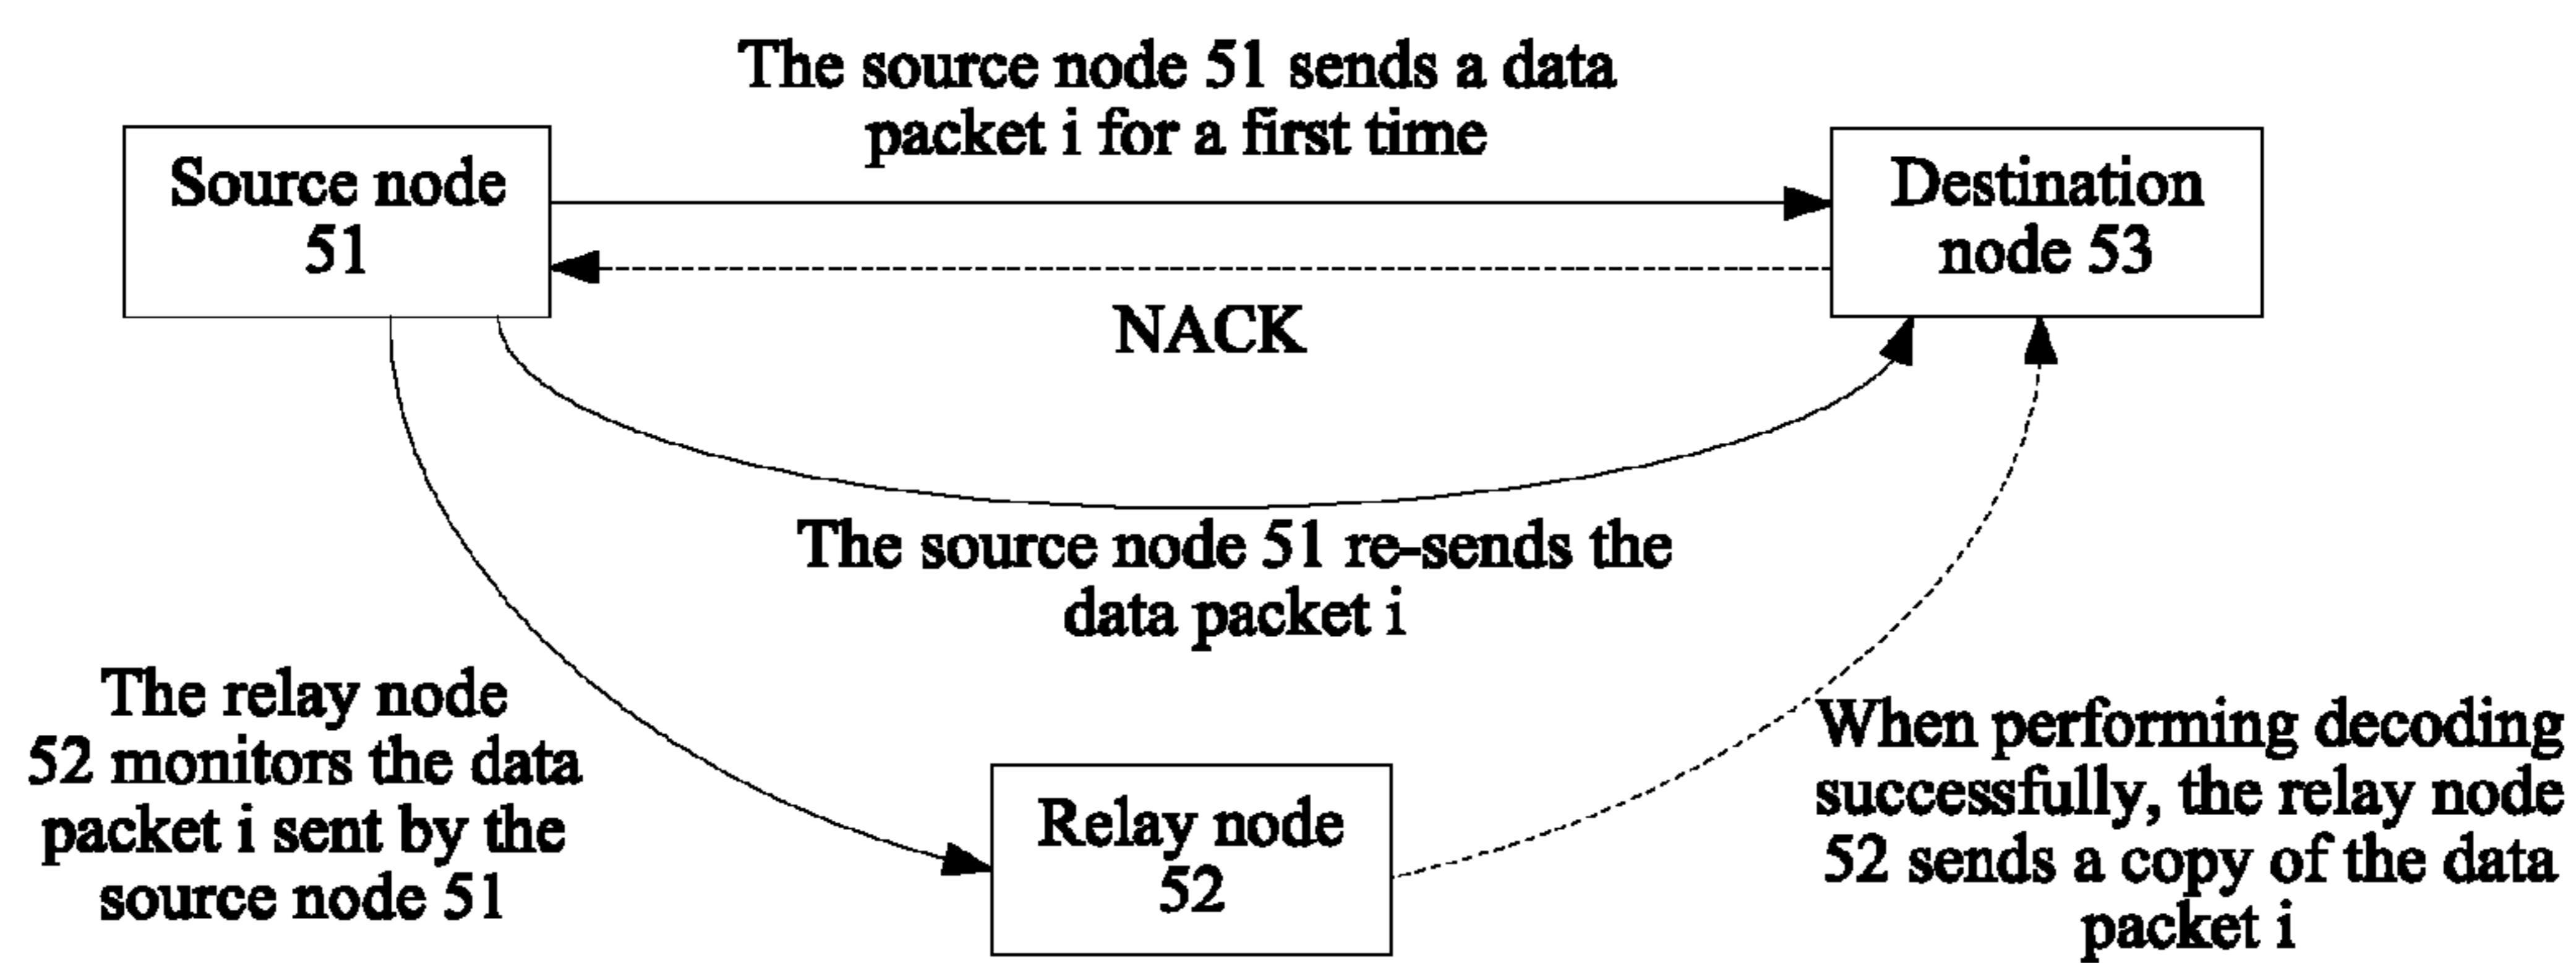 The source node 51 sends a data
packet i for a first time
Source node
51
Destination
node 53
NACK
The source node 51 re-sends the
data packet i
The relay node
52 monitors the data
packet i sent by the
source node 51
Relay node
52
When performing decoding
successfully, the relay node
52 sends a copy of the data
packet i